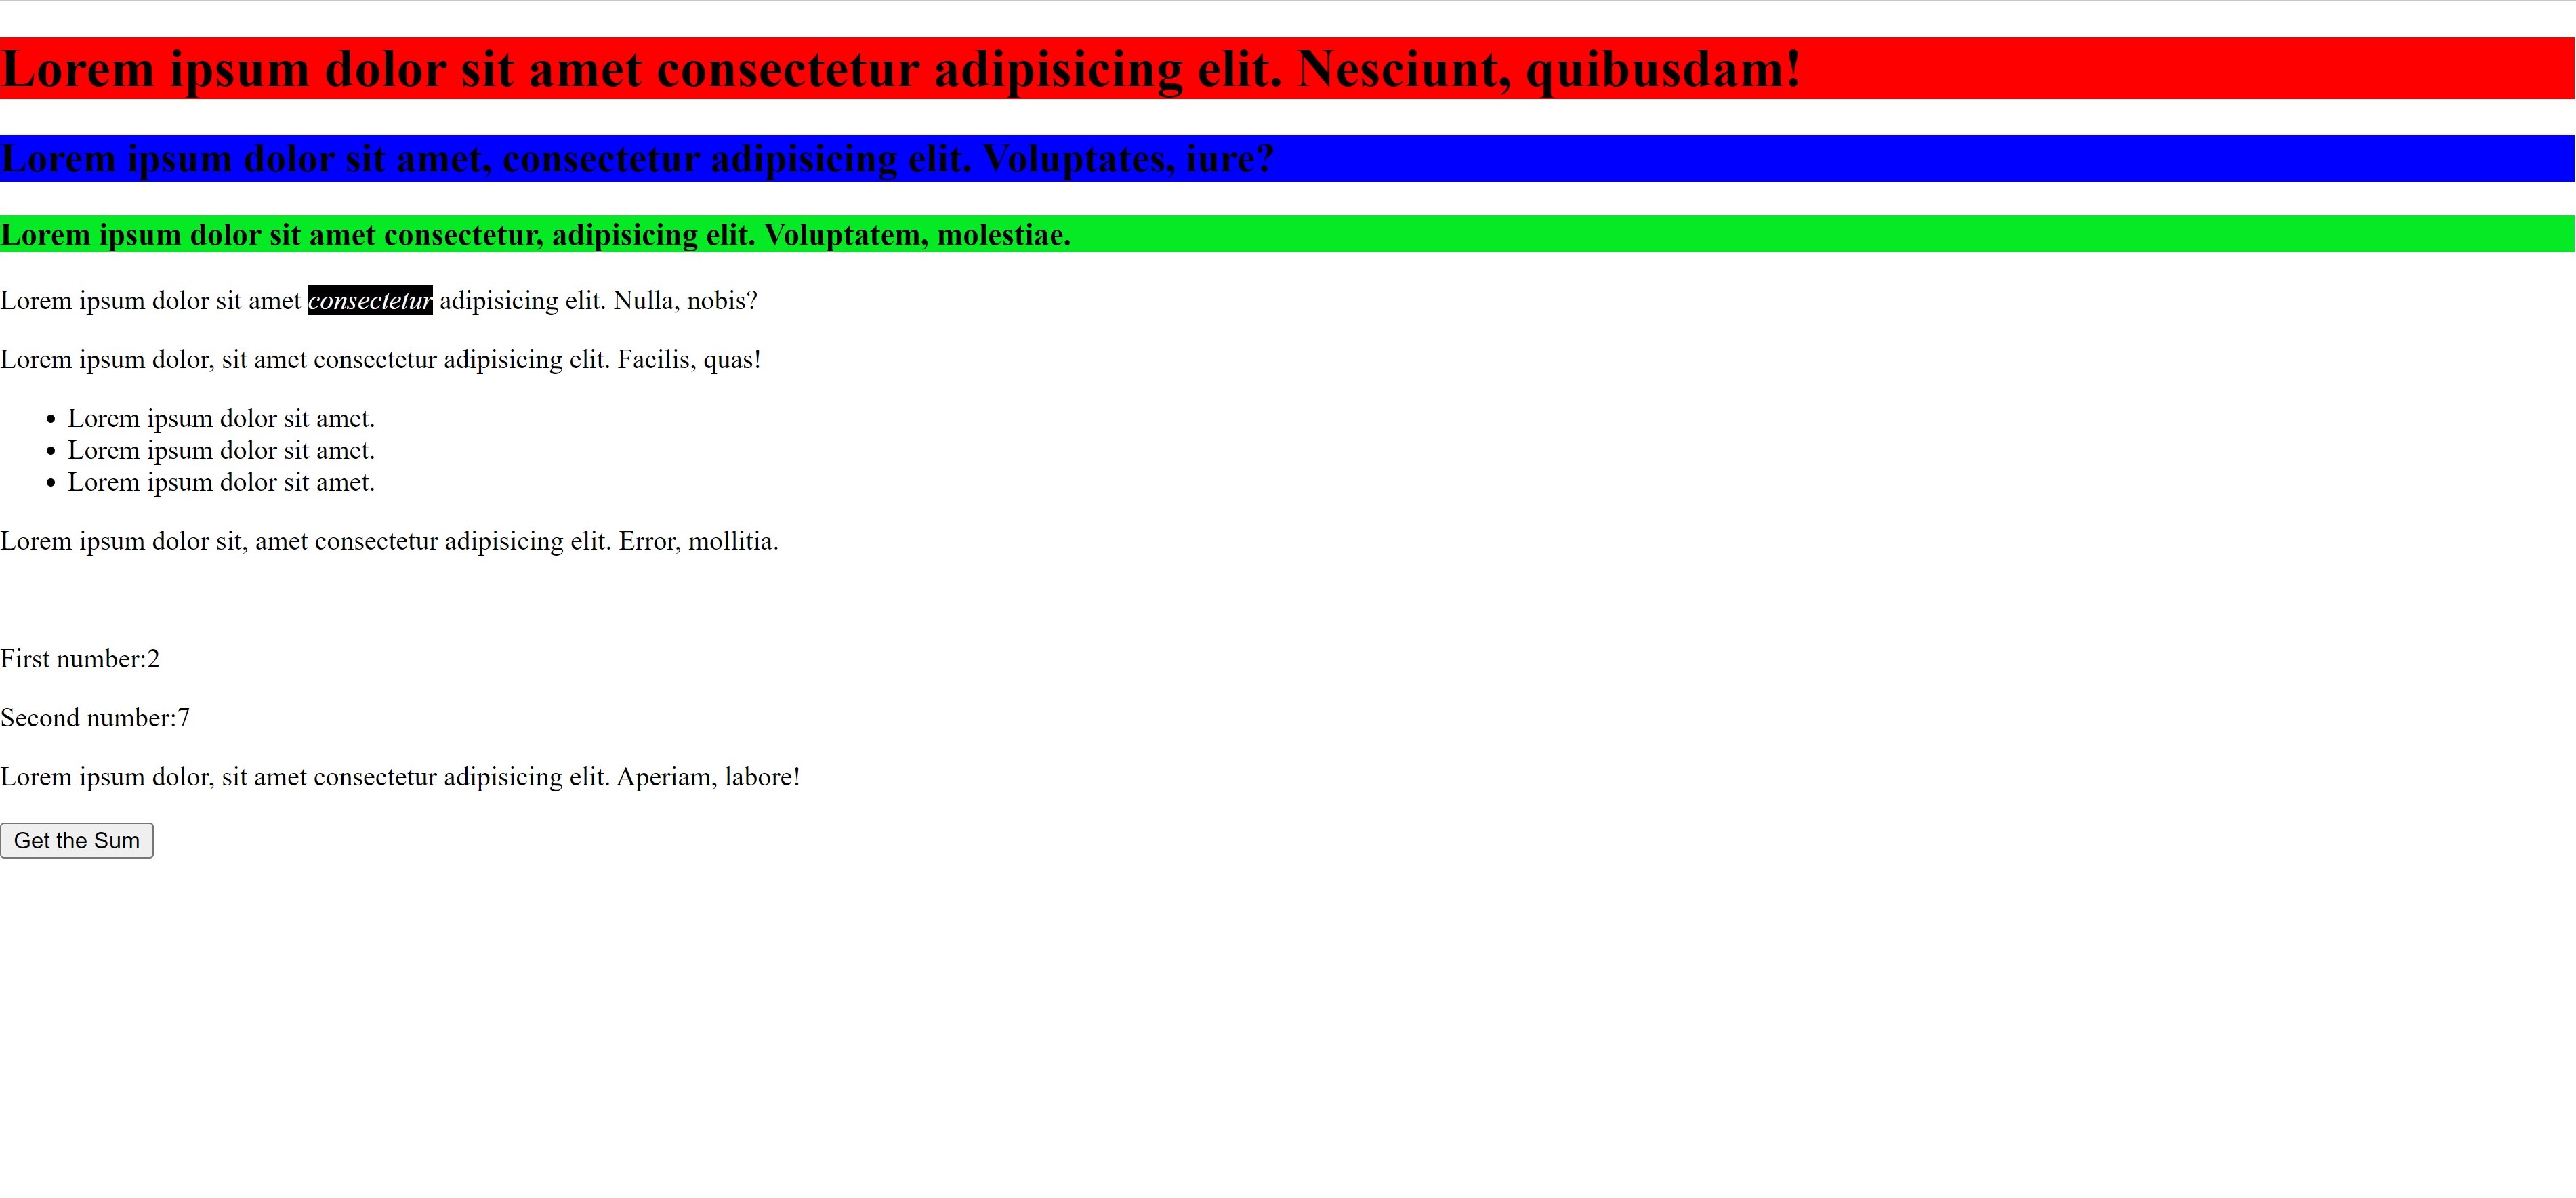 Lorem ipsum dolor sit amet consectetur adipisicing elit. Nesciunt, quibusdam!
Lorem ipsum dolor sit amet, consectetur adipisicing elit. Voluptates, iure?
Lorem ipsum dolor sit amet consectetur, adipisicing elit. Voluptatem, molestiae.
Lorem ipsum dolor sit amet consectetur adipisicing elit. Nulla, nobis?
Lorem ipsum dolor, sit amet consectetur adipisicing elit. Facilis, quas!
• Lorem ipsum dolor sit amet.
• Lorem ipsum dolor sit amet.
• Lorem ipsum dolor sit amet.
Lorem ipsum dolor sit, amet consectetur adipisicing elit. Error, mollitia.
First number:2
Second number:7
Lorem ipsum dolor, sit amet consectetur adipisicing elit. Aperiam, labore!
Get the Sum